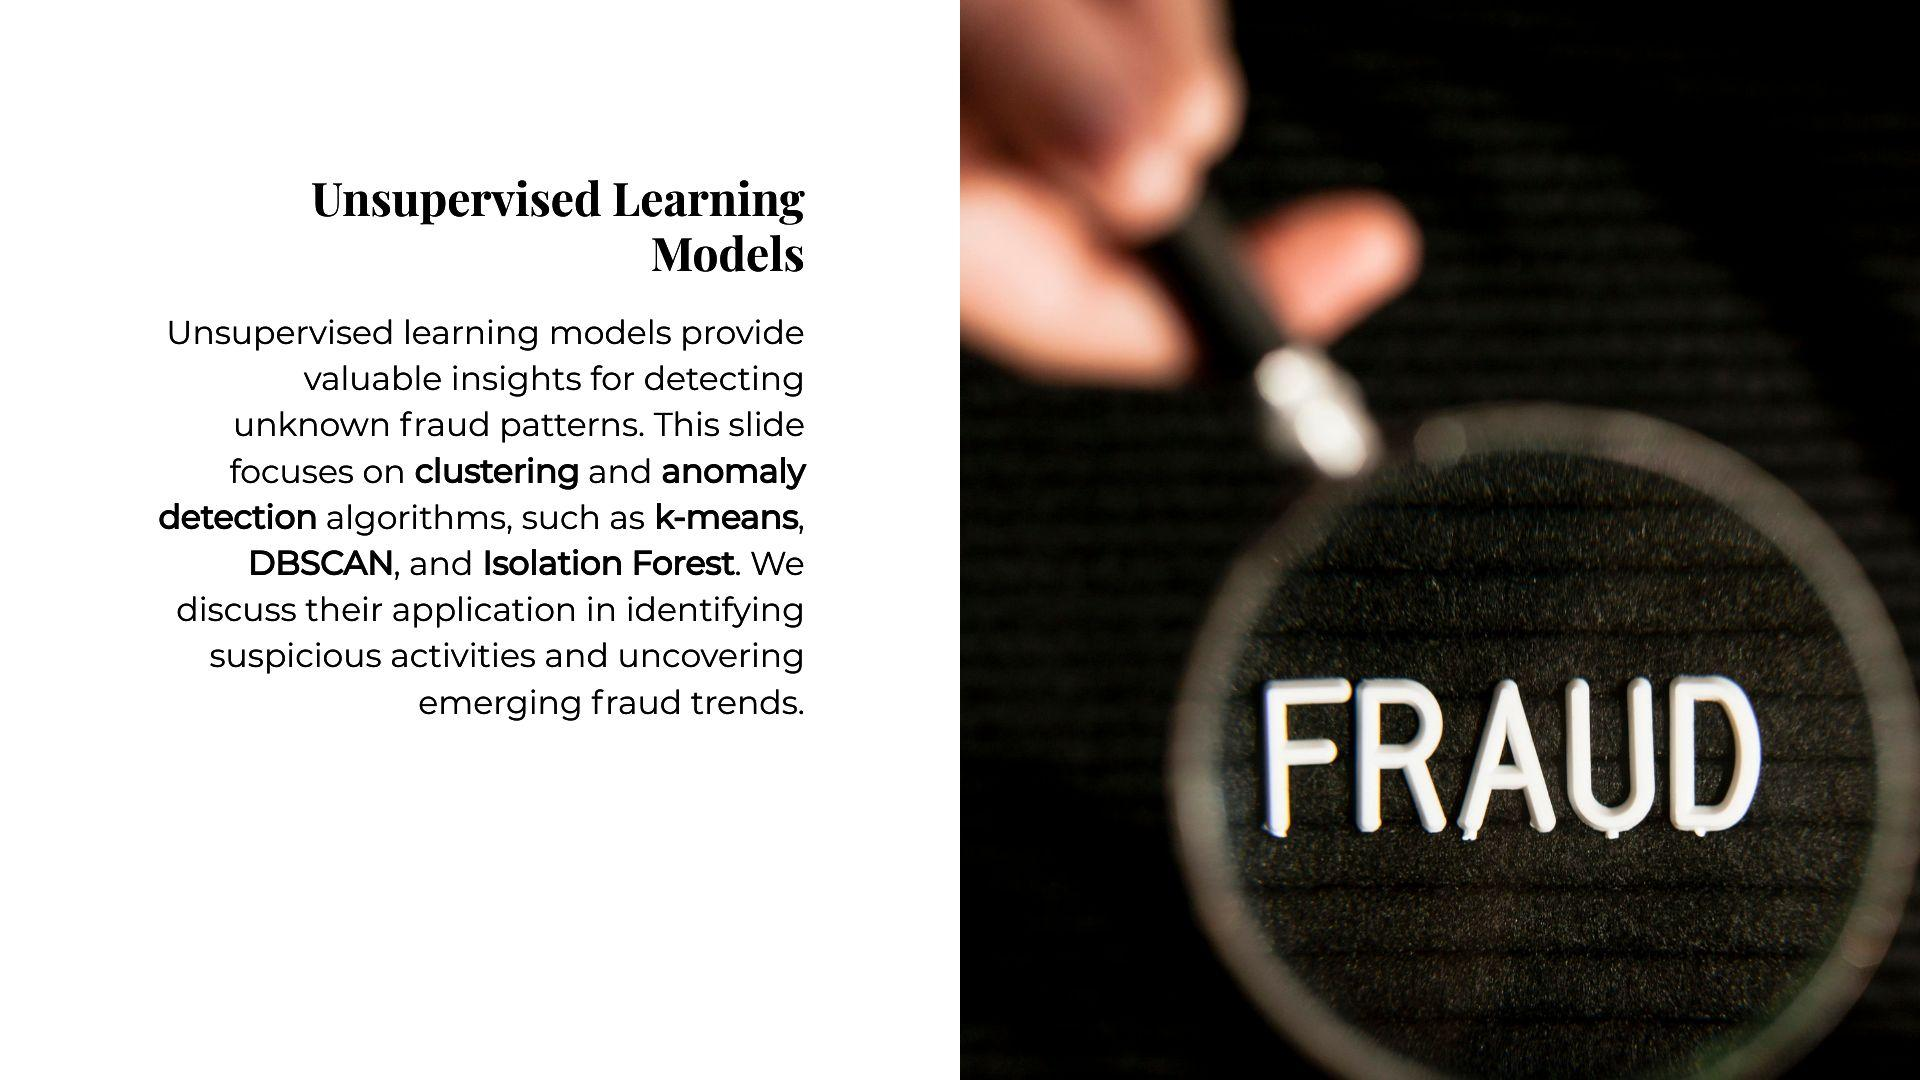 Unsupervised Learning
Models
Unsupervised learning models provide
valuable insights for detecting
unknown fraud patterns. This slide
focuses on clustering and anomaly
detection algorithms, such as k-means,
DBSCAN, and Isolation Forest. We
discuss their application in identifying
suspicious activities and uncovering
emerging fraud trends.
FRAUD